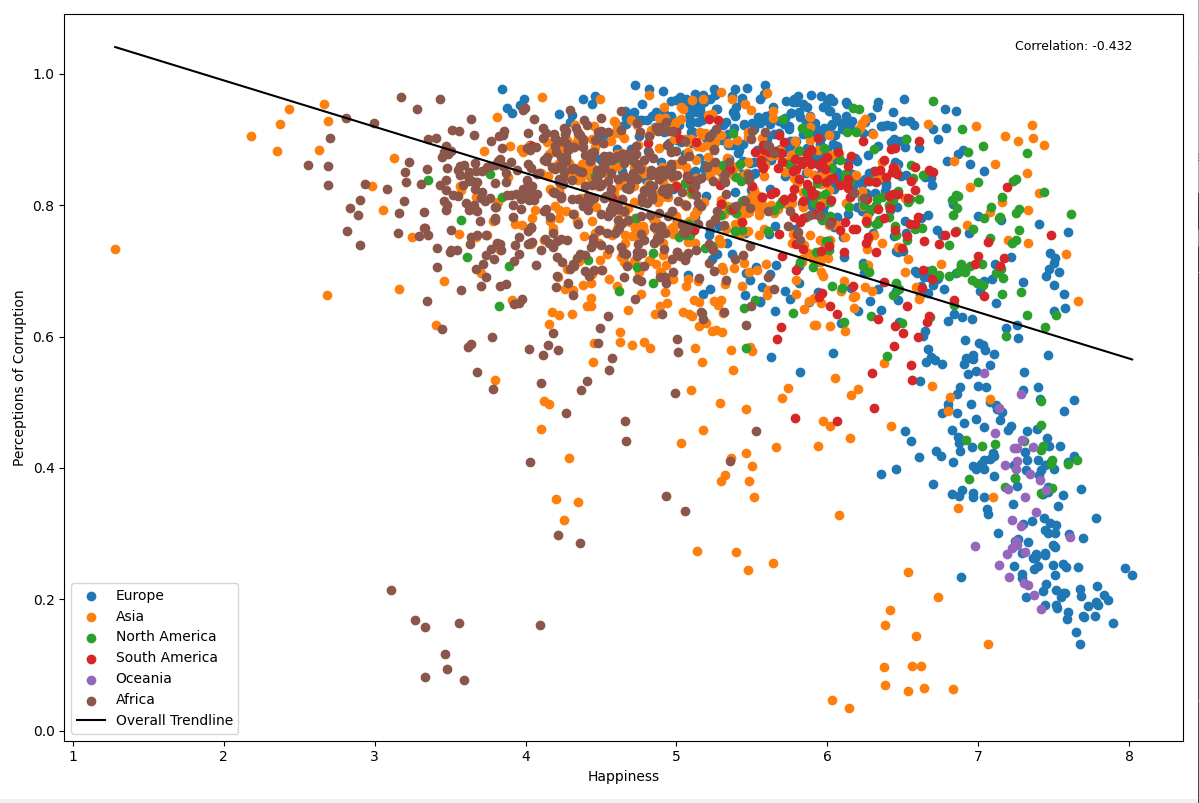 Correlation: -0.432
1.0
0.8
0.6
0.4
0.2
0.0
Perceptions of Corruption
Europe
Asia
North America
South America
Oceania
Africa
Overall Trendline
1 2 3 4 5 6 7 8
Happiness